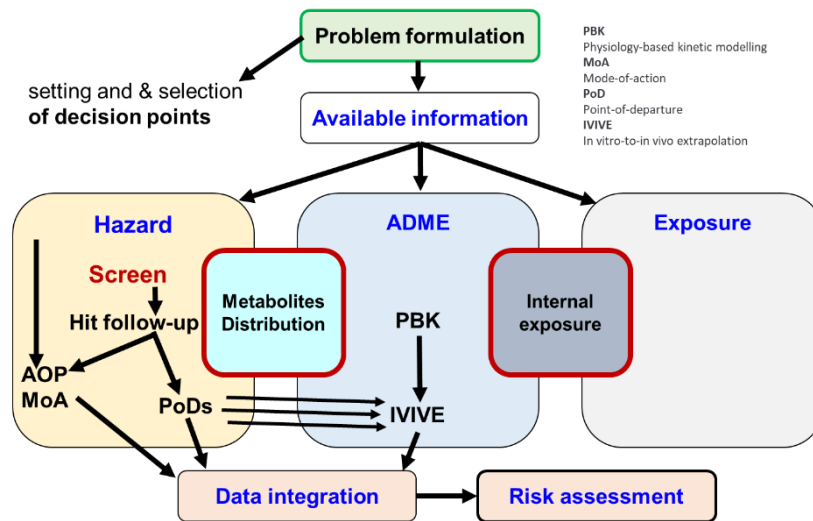 Problem formulation
PBK
Physiology-based kinetic modelling
MoA
Mode-of-action
PoD
Point-of-departure
IVIVE
In vitro-to-in vivo extrapolation
setting and & selection
of decision points
Available information
Hazard
ADME
Exposure
Screen
Hit follow-up
AOP
MoA
PoDs
Metabolites
Distribution
PBK
IVIVE
Internal
exposure
Data integration
Risk assessment